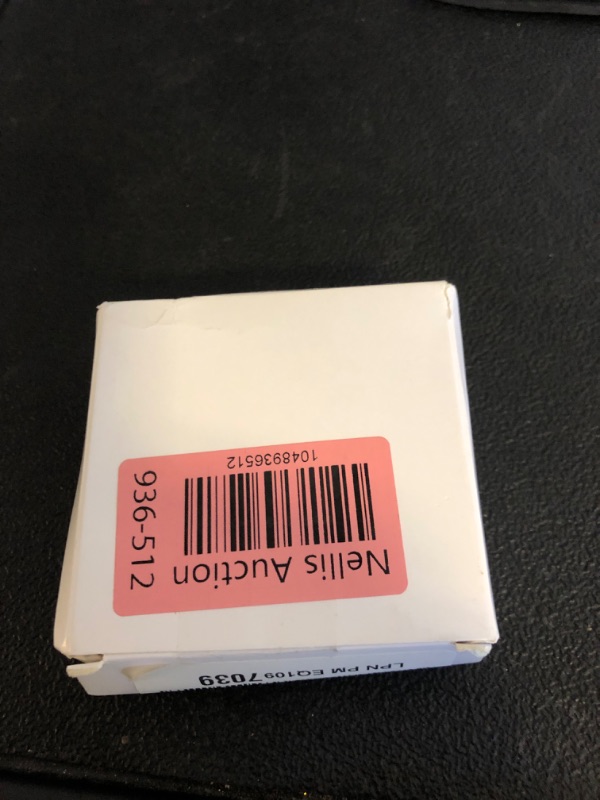 Nellis Auction
1048936512
936-512
LPN PM EQ1097039